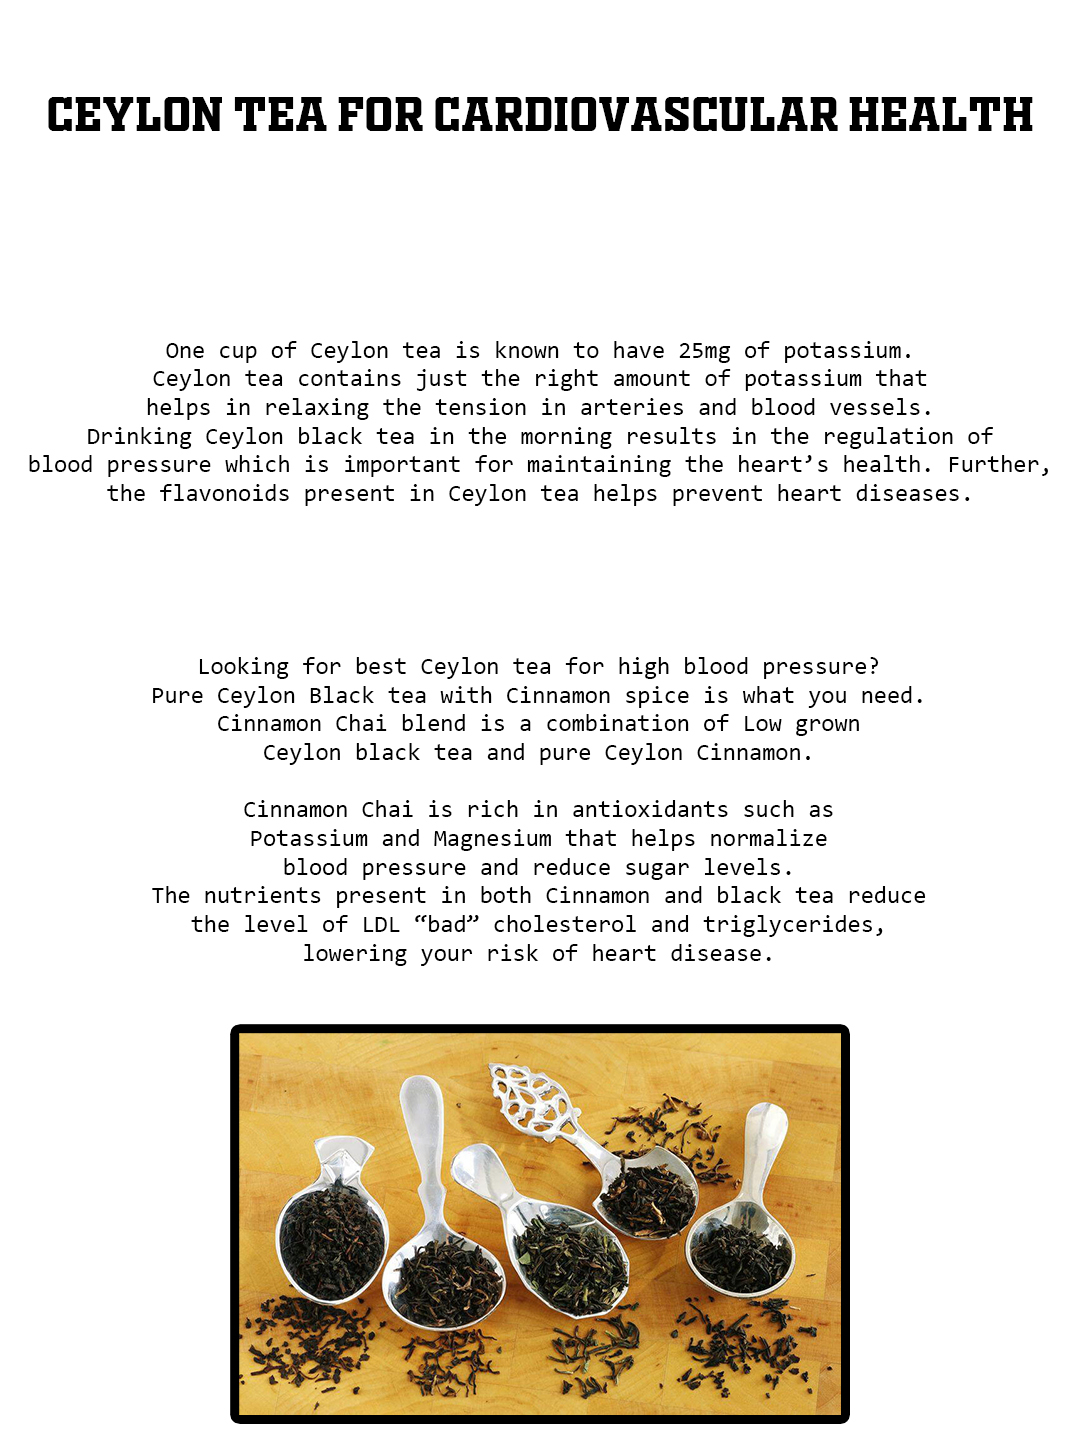 CEYLON TEA FOR CARDIOVASCULAR HEALTH
One cup of Ceylon tea is known to have 25mg of potassium.
Ceylon tea contains just the right amount of potassium that
helps in relaxing the tension in arteries and blood vessels.
Drinking Ceylon black tea in the morning results in the regulation of
blood pressure which is important for maintaining the heart’s health. Further,
the flavonoids present in Ceylon tea helps prevent heart diseases.
Looking for best Ceylon tea for high blood pressure?
Pure Ceylon Black tea with Cinnamon spice is what you need.
Cinnamon Chai blend is a combination of Low grown
Ceylon black tea and pure Ceylon Cinnamon.
Cinnamon Chai is rich in antioxidants such as
Potassium and Magnesium that helps normalize
blood pressure and reduce sugar levels.
The nutrients present in both Cinnamon and black tea reduce
the level of LDL “bad” cholesterol and triglycerides,
lowering your risk of heart disease.